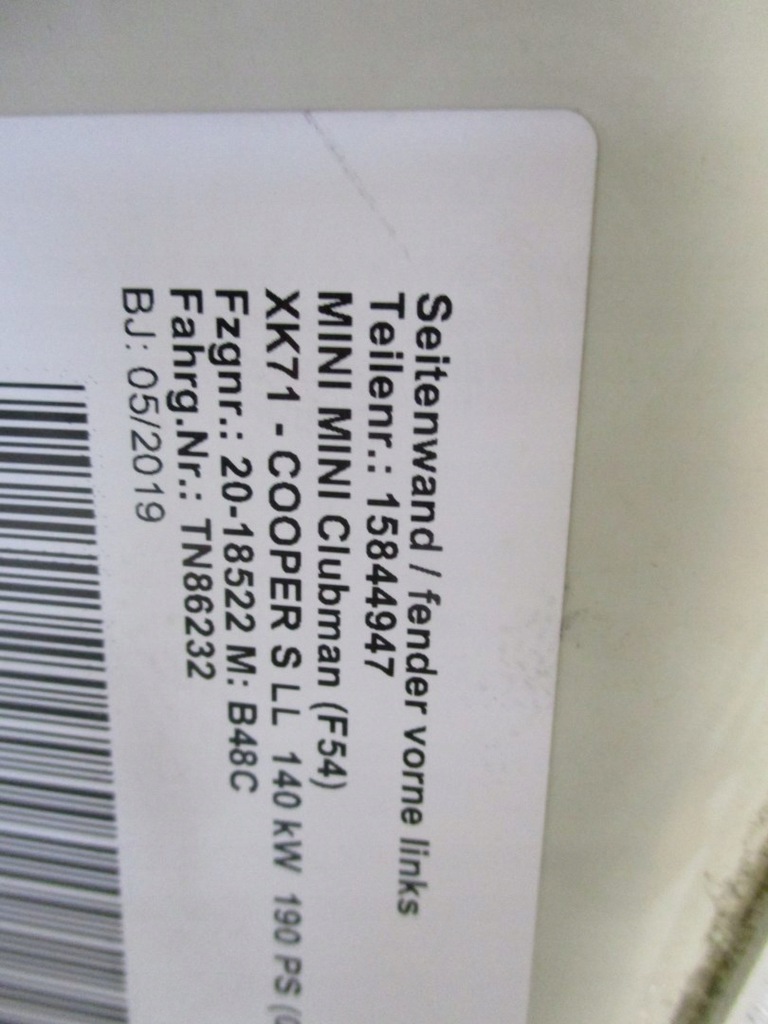 Seitenwand / fender vorne links
Teilenr.: 15844947
MINI MINI Clubman (F54)
XK71 - COOPER S LL 140 kW 190 PS (
Fzgnr.: 20-18522 M: B48C
Fahrg.Nr.: TN86232
BJ: 05/2019